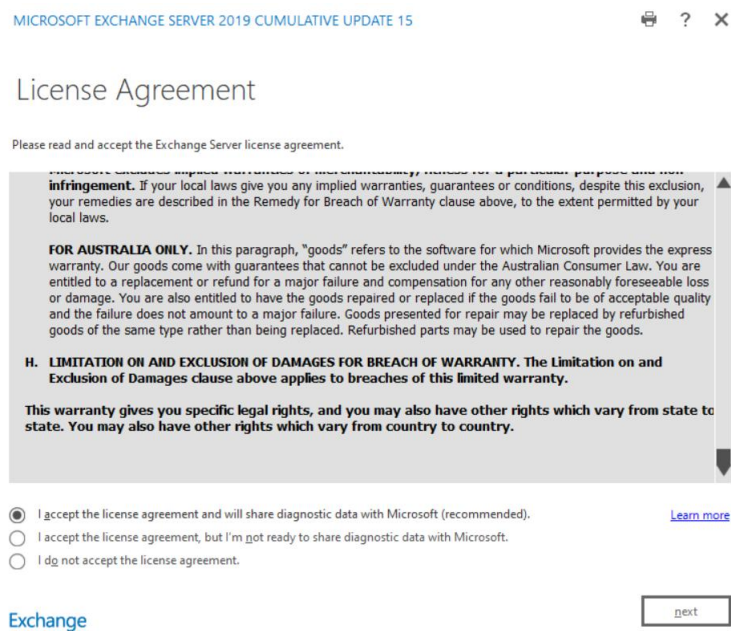 MICROSOFT EXCHANGE SERVER 2019 CUMULATIVE UPDATE 15
?
License Agreement
Please read and accept the Exchange Server license agreement.
Microsoft excludes implied warranties of merchantability, fitness for a particular purpose and non-
infringement. If your local laws give you any implied warranties, guarantees or conditions, despite this exclusion,
your remedies are described in the Remedy for Breach of Warranty clause above, to the extent permitted by your
local laws.
FOR AUSTRALIA ONLY. In this paragraph, “goods” refers to the software for which Microsoft provides the express
warranty. Our goods come with guarantees that cannot be excluded under the Australian Consumer Law. You are
entitled to a replacement or refund for a major failure and compensation for any other reasonably foreseeable loss
or damage. You are also entitled to have the goods repaired or replaced if the goods fail to be of acceptable quality
and the failure does not amount to a major failure. Goods presented for repair may be replaced by refurbished
goods of the same type rather than being replaced. Refurbished parts may be used to repair the goods.
H. LIMITATION ON AND EXCLUSION OF DAMAGES FOR BREACH OF WARRANTY. The Limitation on and
Exclusion of Damages clause above applies to breaches of this limited warranty.
This warranty gives you specific legal rights, and you may also have other rights which vary from state to
state. You may also have other rights which vary from country to country.
I accept the license agreement and will share diagnostic data with Microsoft (recommended).
Learn more
I accept the license agreement, but I'm not ready to share diagnostic data with Microsoft.
I do not accept the license agreement.
Exchange
next